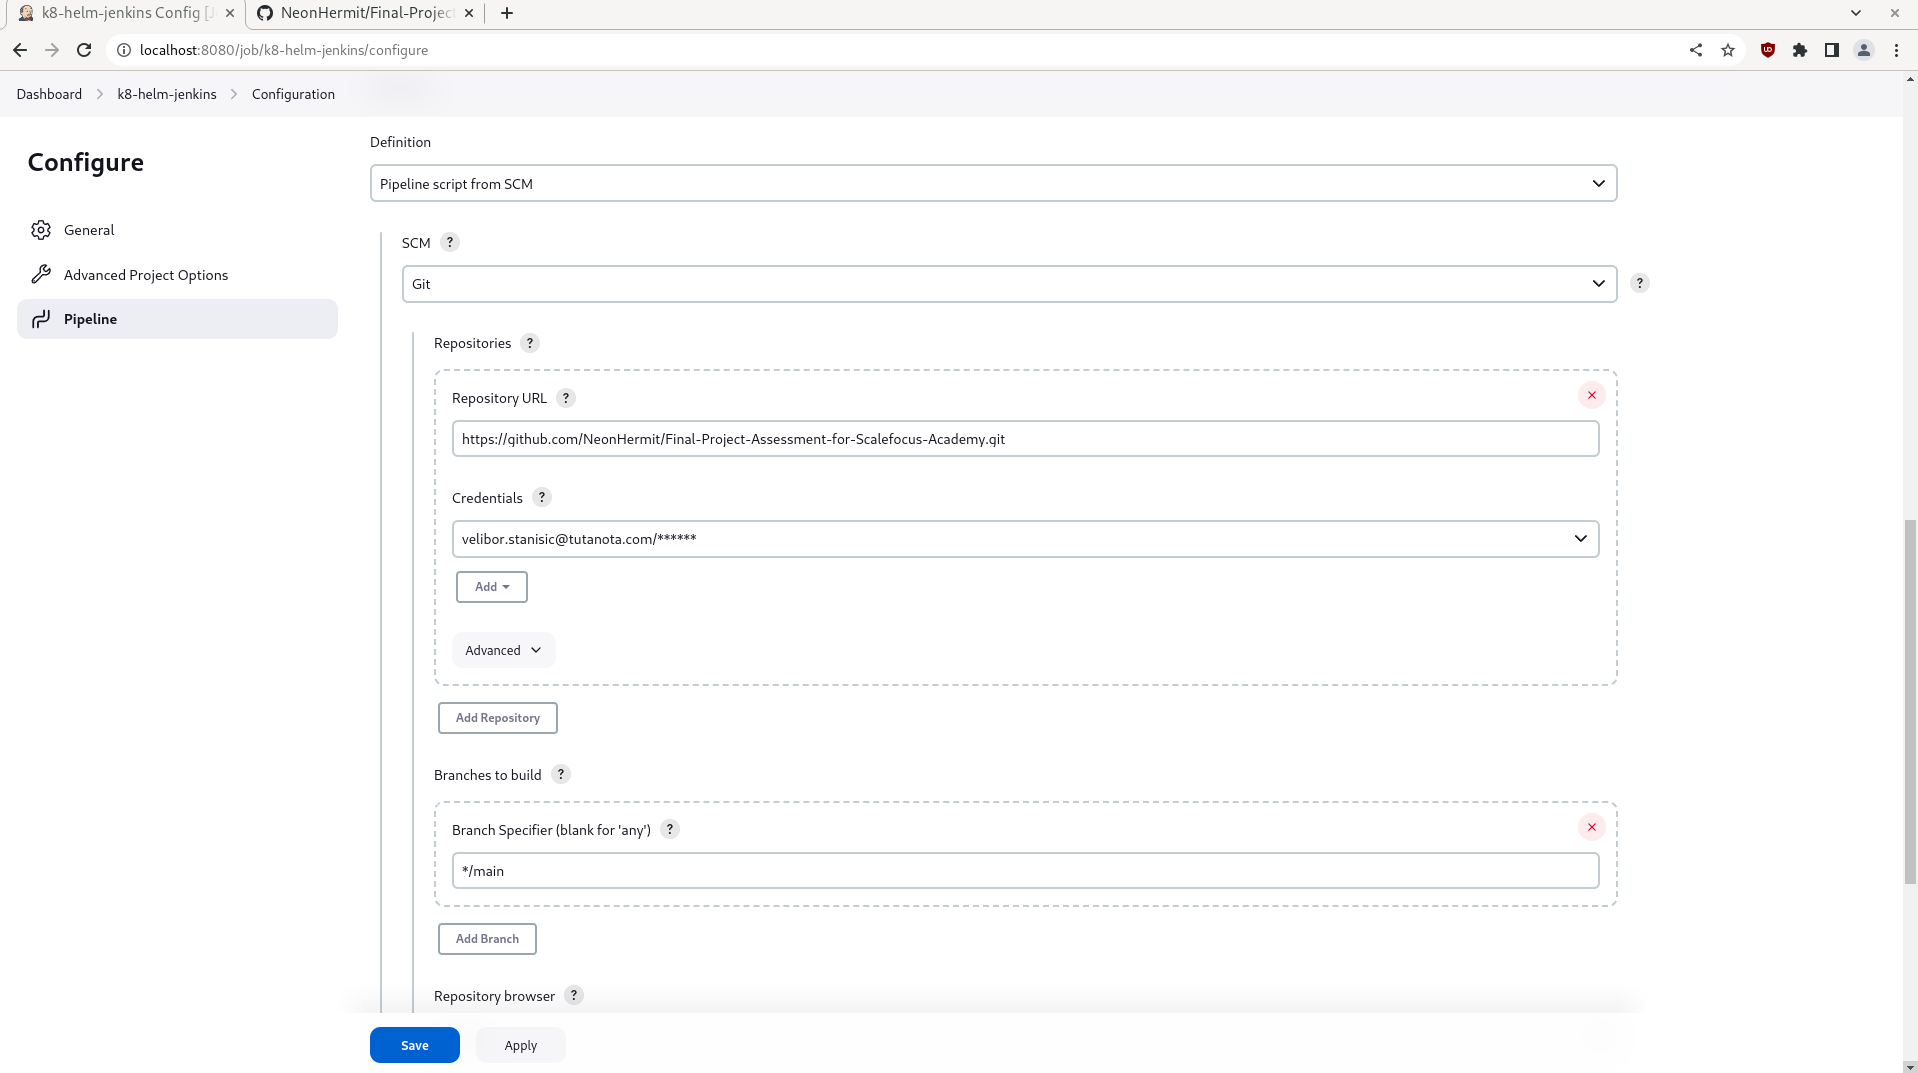 k8-helm-jenkins Config [J
NeonHermit/Final-Project
localhost:8080/job/k8-helm-jenkins/configure
Dashboard
k8-helm-jenkins
Configuration
Configure
General
Advanced Project Options
Pipeline
Definition
Pipeline script from SCM
SCM ?
Git
?
Repositories ?
Repository URL ?
https://github.com/NeonHermit/Final-Project-Assessment-for-Scalefocus-Academy.git
Credentials ?
velibor.stanisic@tutanota.com/******
Add
Advanced
Add Repository
Branches to build ?
Branch Specifier (blank for 'any') ?
*/main
Add Branch
Repository browser ?
Save
Apply